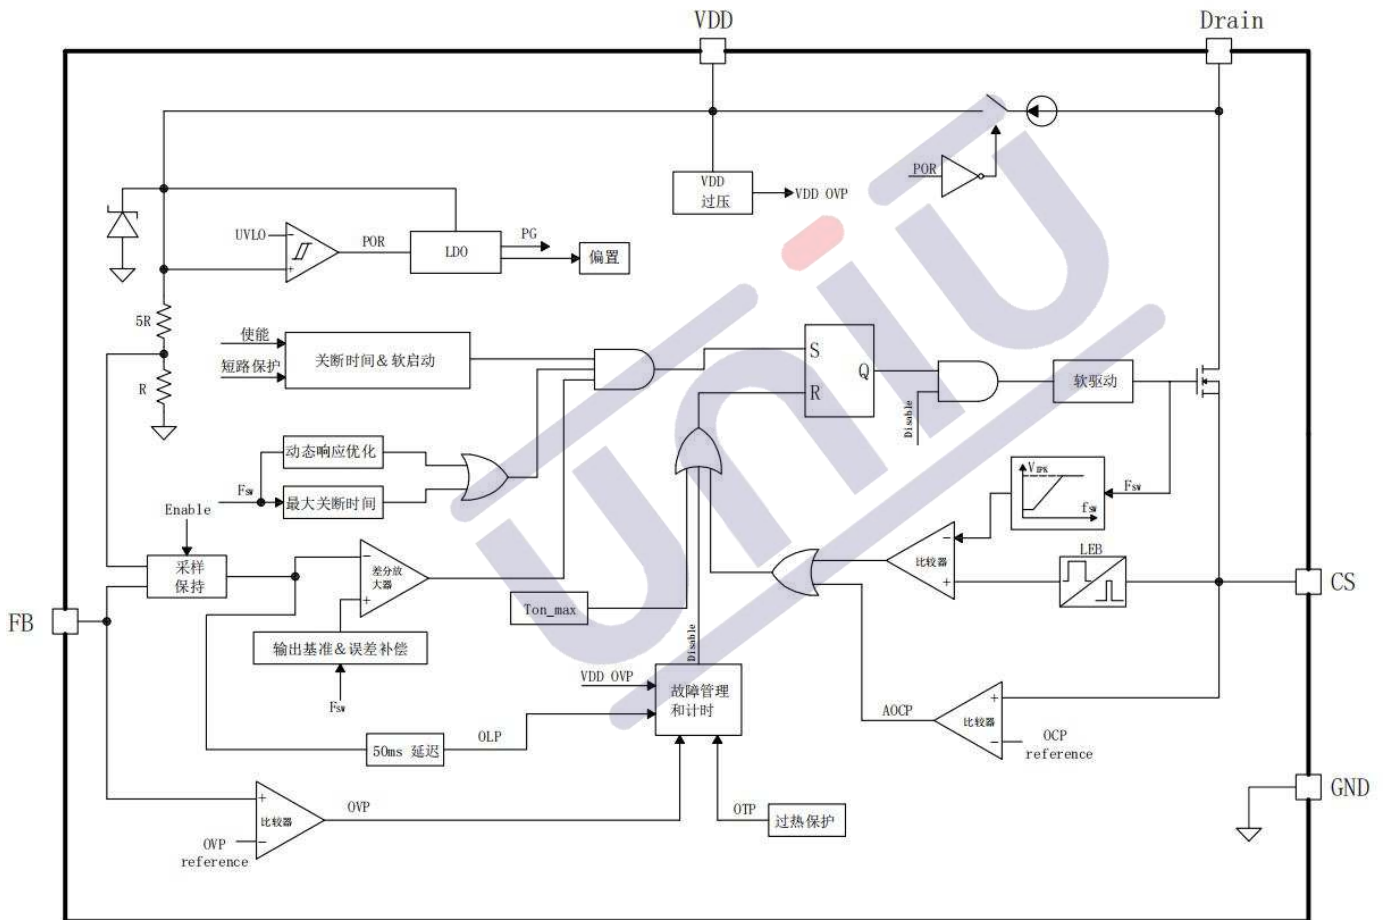 VDD
Drain
POR
VDD
过压
VDD OVP
UVLO
−
+
POR
LDO
PG
偏置
5R
R
使能
短路保护
关断时间&软启动
S
R
Q
Disable
软驱动
动态响应优化
Fsw
最大关断时间
VIPK
fsw
Fsw
Enable
采样
保持
−
+
差分放
大器
−
+
比较器
LEB
CS
FB
Ton_max
输出基准&误差补偿
Fsw
Disable
VDD OVP
故障管理
和计时
50ms 延迟
OLP
AOCP
+
−
比较器
OCP
reference
GND
+
−
比较器
OVP
OVP
reference
OTP
过热保护
uniu